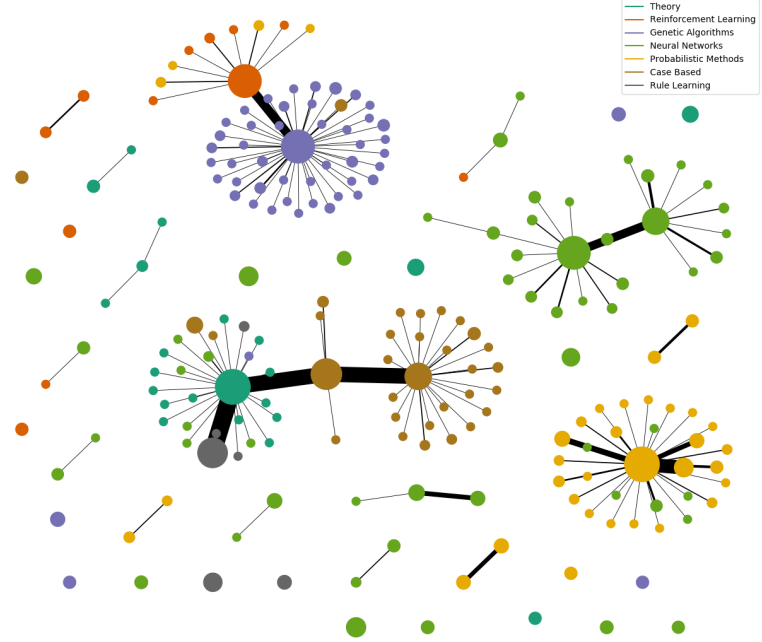 Theory
Reinforcement Learning
Genetic Algorithms
Neural Networks
Probabilistic Methods
Case Based
Rule Learning